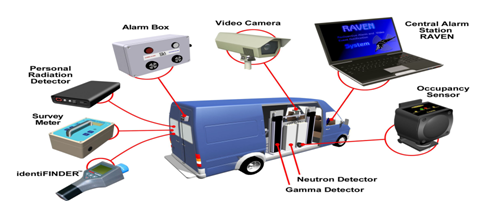 Alarm Box
Video Camera
Central Alarm
Station
RAVEN
RAVEN
System
Personal
Radiation
Detector
Occupancy
Sensor
Survey
Meter
identiFINDER™
Neutron Detector
Gamma Detector